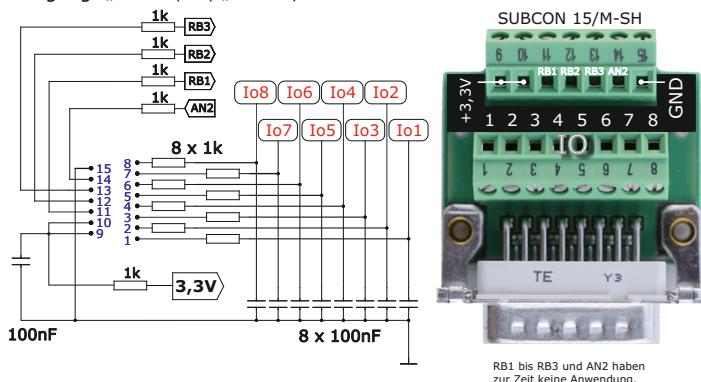 SUBCON 15/M-SH
1k
RB3
1k
RB2
1k
RB1
1k
AN2
Io8
Io6
Io4
Io2
Io7
Io5
Io3
Io1
8 x 1k
15
14
13
12
11
10
9
8
7
6
5
4
3
2
1
1k
3,3V
100nF
8 x 100nF
9 10 11 12 13 14 15
+3,3V
RB1 RB2 RB3 AN2
GND
1 2 3 4 5 6 7 8
IO
1 2 3 4 5 6 7 8
TE Y3
RB1 bis RB3 und AN2 haben
zur Zeit keine Anwendung.